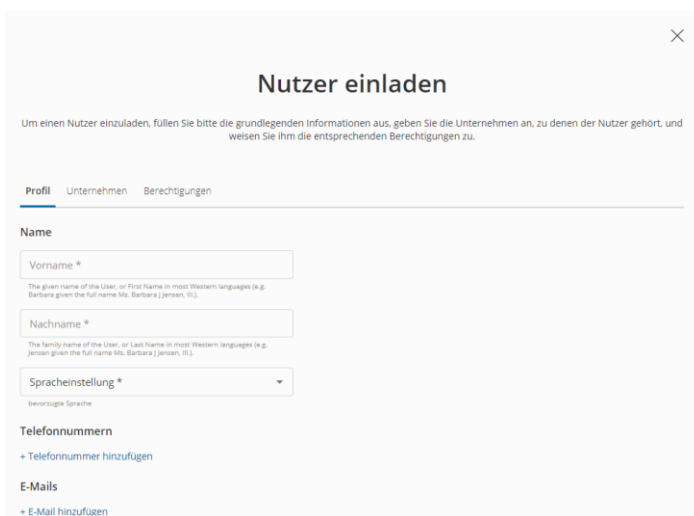 Nutzer einladen
Um einen Nutzer einzuladen, füllen Sie bitte die grundlegenden Informationen aus, geben Sie die Unternehmen an, zu denen der Nutzer gehört, und
weisen Sie ihm die entsprechenden Berechtigungen zu.
Profil Unternehmen Berechtigungen
Name
Vorname *
The given name of the User, or First Name in most Western languages (e.g.
Barbara given the full name Ms. Barbara J Jensen, III.).
Nachname *
The family name of the User, or Last Name in most Western languages (e.g.
Jensen given the full name Ms. Barbara J Jensen, III.).
Spracheinstellung *
bevorzugte Sprache
Telefonnummern
+ Telefonnummer hinzufügen
E-Mails
+ E-Mail hinzufügen